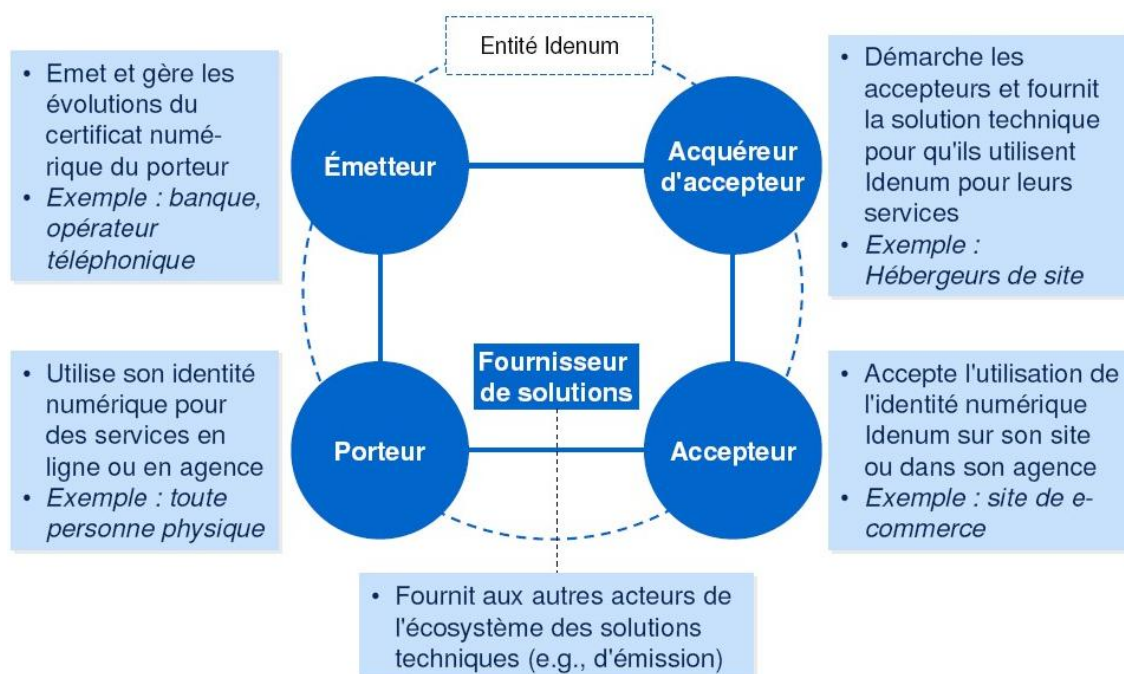 Entité Idenum
• Emet et gère les
évolutions du
certificat numé-
rique du porteur
• Exemple : banque,
opérateur
téléphonique
Émetteur
Acquéreur
d'accepteur
• Démarche les
accepteurs et fournit
la solution technique
pour qu'ils utilisent
Idenum pour leurs
services
• Exemple :
Hébergeurs de site
• Utilise son identité
numérique pour
des services en
ligne ou en agence
• Exemple : toute
personne physique
Porteur
Fournisseur
de solutions
Accepteur
• Accepte l'utilisation de
l'identité numérique
Idenum sur son site
ou dans son agence
• Exemple : site de e-
commerce
• Fournit aux autres acteurs de
l'écosystème des solutions
techniques (e.g., d'émission)